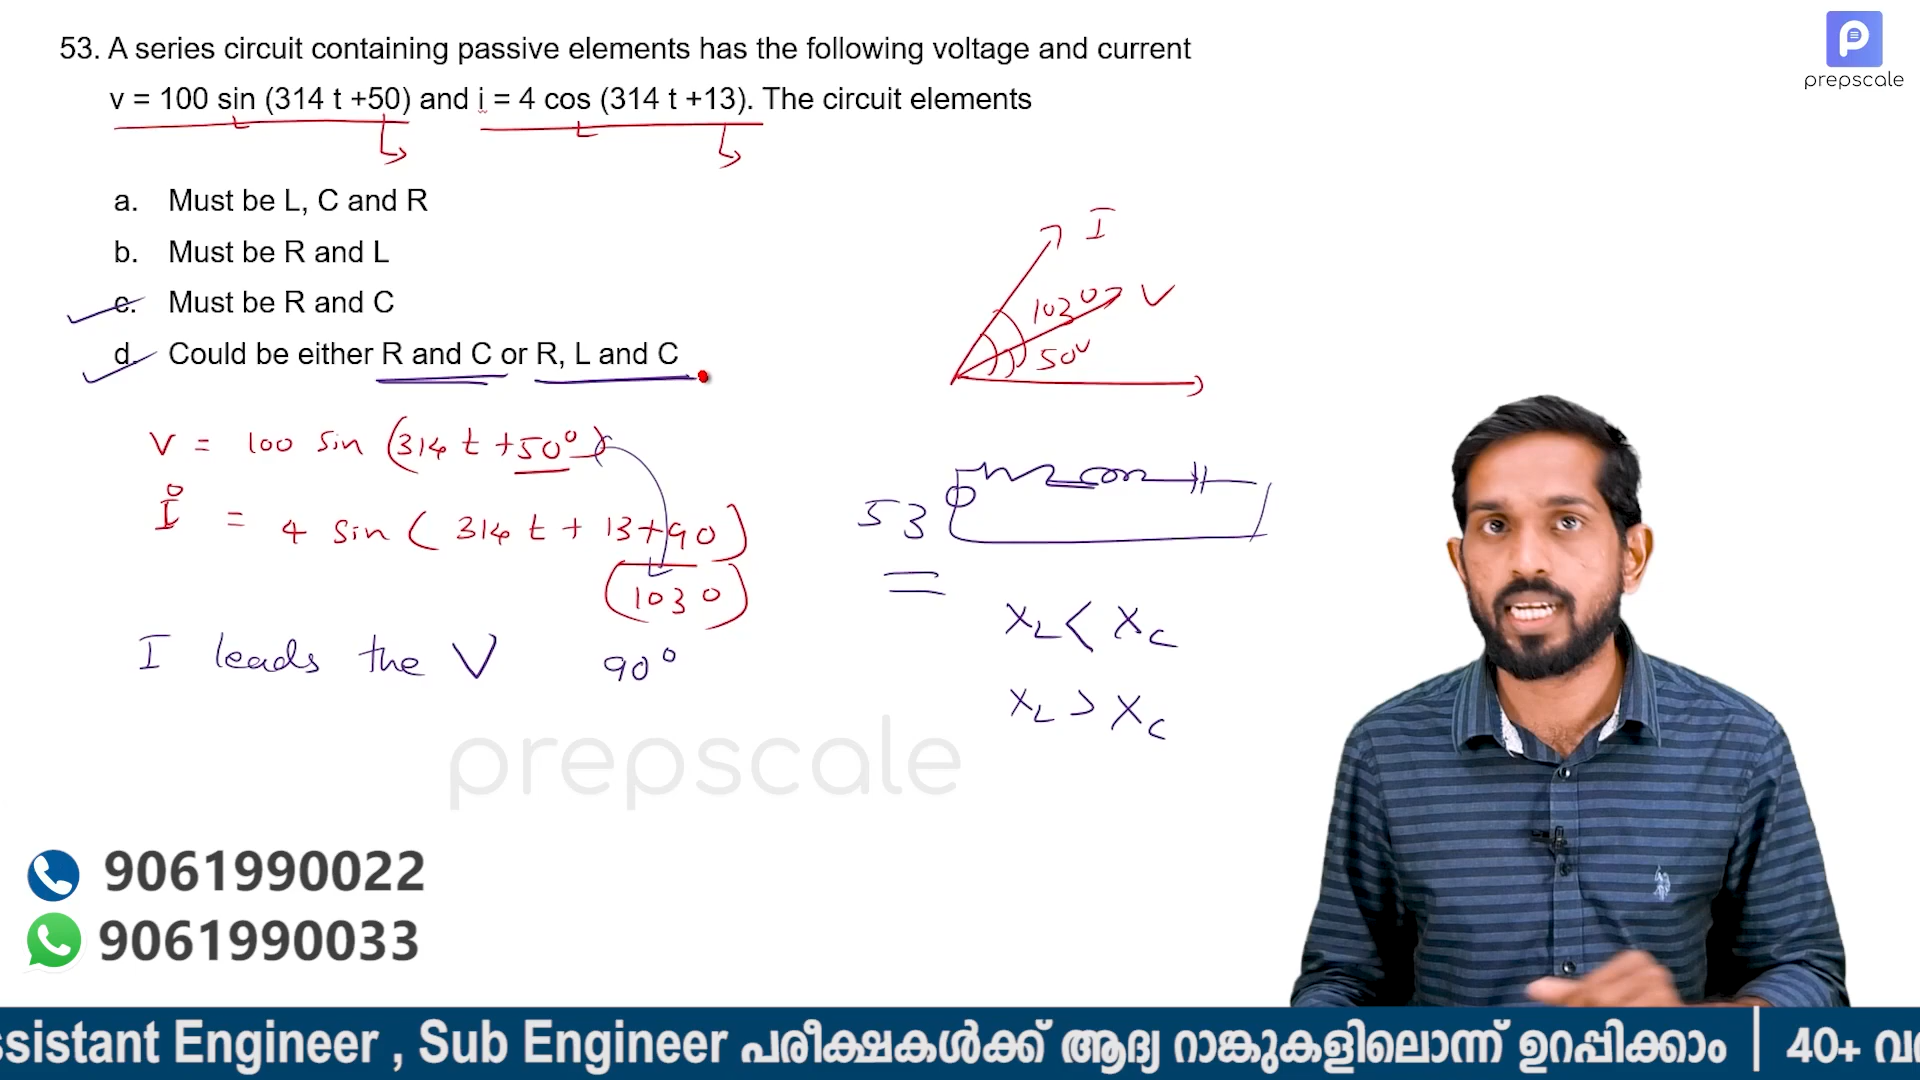 53. A series circuit containing passive elements has the following voltage and current
v = 100 sin (314 t +50) and i = 4 cos (314 t +13). The circuit elements
prepscale
a. Must be L, C and R
b. Must be R and L
c. Must be R and C
d. Could be either R and C or R, L and C
I
103° V
50°
V = 100 sin (314 t +50°)
i = 4 sin ( 314 t + 13+90 )
(103°)
53
I leads the V 90°
XL < XC
XL > XC
prepscale
9061990022
9061990033
ssistant Engineer , Sub Engineer പരീക്ഷകൾക്ക് ആദ്യ റാങ്കുകളിലൊന്ന് ഉറപ്പിക്കാം | 40+